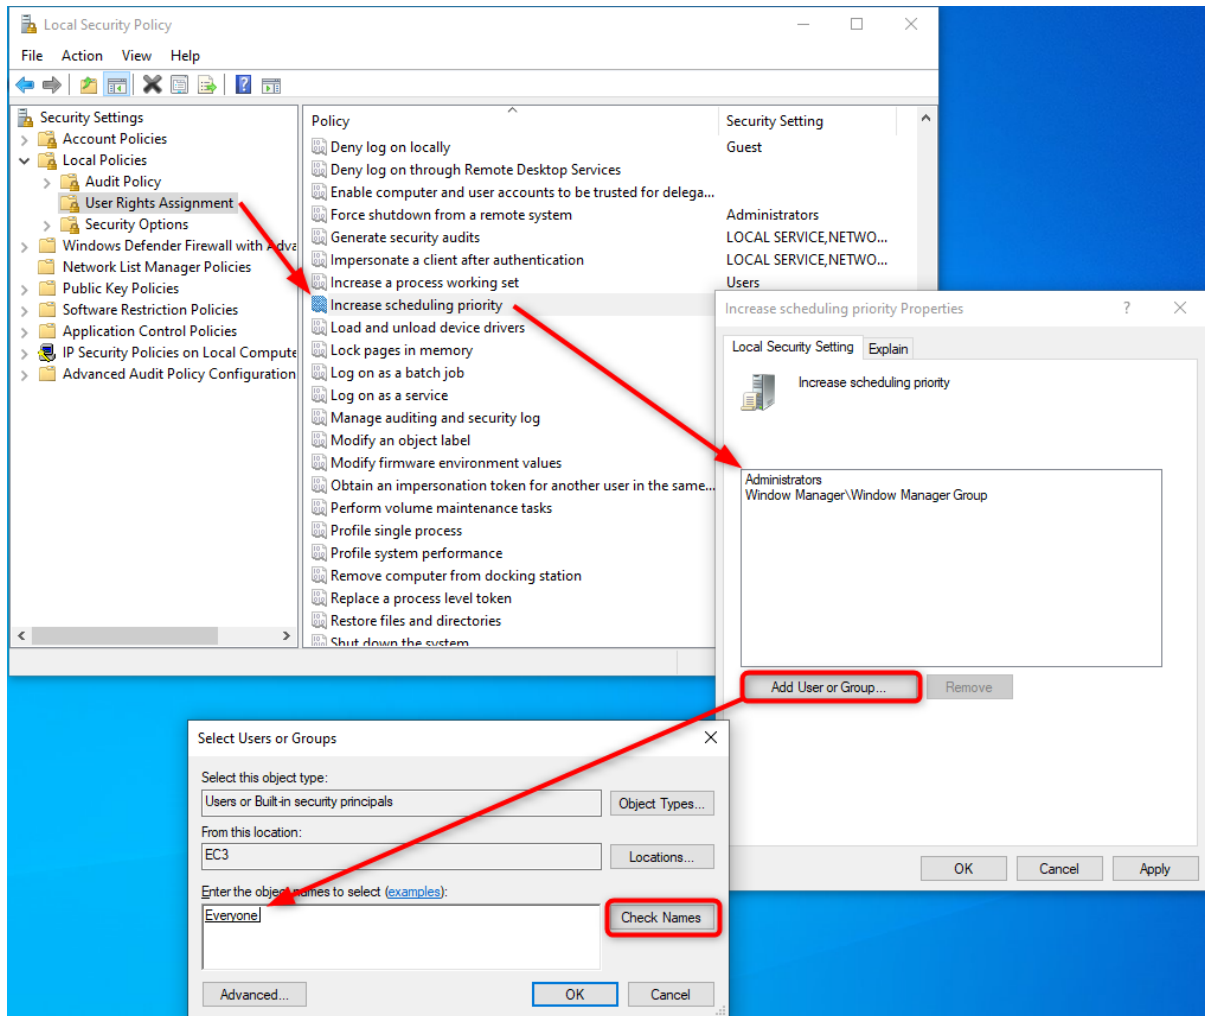 Local Security Policy
File Action View Help
Security Settings
Account Policies
Local Policies
Audit Policy
User Rights Assignment
Security Options
Windows Defender Firewall with Adva
Network List Manager Policies
Public Key Policies
Software Restriction Policies
Application Control Policies
IP Security Policies on Local Compute
Advanced Audit Policy Configuration
Policy Security Setting
Deny log on locally Guest
Deny log on through Remote Desktop Services
Enable computer and user accounts to be trusted for delega...
Force shutdown from a remote system Administrators
Generate security audits LOCAL SERVICE,NETWO...
Impersonate a client after authentication LOCAL SERVICE,NETWO...
Increase a process working set Users
Increase scheduling priority
Load and unload device drivers
Lock pages in memory
Log on as a batch job
Log on as a service
Manage auditing and security log
Modify an object label
Modify firmware environment values
Obtain an impersonation token for another user in the same...
Perform volume maintenance tasks
Profile single process
Profile system performance
Remove computer from docking station
Replace a process level token
Restore files and directories
Shut down the system
Increase scheduling priority Properties
Local Security Setting Explain
Increase scheduling priority
Administrators
Window Manager\Window Manager Group
Add User or Group... Remove
OK Cancel Apply
Select Users or Groups
Select this object type:
Users or Built-in security principals Object Types...
From this location:
EC3 Locations...
Enter the object names to select (examples):
Everyone Check Names
Advanced... OK Cancel